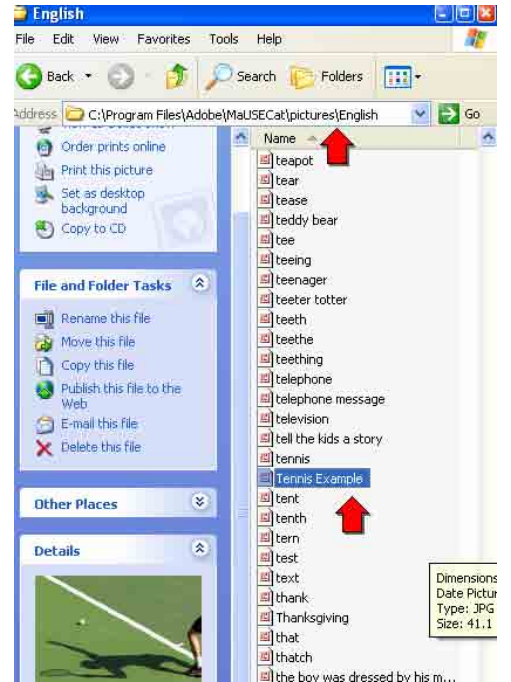 English
File Edit View Favorites Tools Help
Back Search Folders
Address C:\Program Files\Adobe\MaUSECat\pictures\English Go
Order prints online
Print this picture
Set as desktop
background
Copy to CD
File and Folder Tasks
Rename this file
Move this file
Copy this file
Publish this file to the
Web
E-mail this file
Delete this file
Other Places
Details
Name
teapot
tear
tease
teddy bear
tee
teeing
teenager
teeter totter
teeth
teethe
teething
telephone
telephone message
television
tell the kids a story
tennis
Tennis Example
tent
tenth
tern
test
text
thank
Thanksgiving
that
thatch
the boy was dressed by his m...
Dimensions
Date Pictur
Type: JPG
Size: 41.1